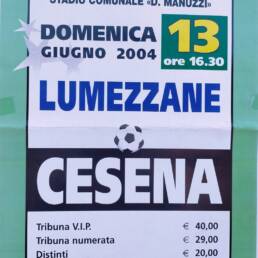 STADIO COMUNALE «D. MANUZZI»
DOMENICA 13
GIUGNO 2004 ore 16.30
LUMEZZANE
CESENA
Tribuna V.I.P. € 40,00
Tribuna numerata € 29,00
Distinti € 20,00